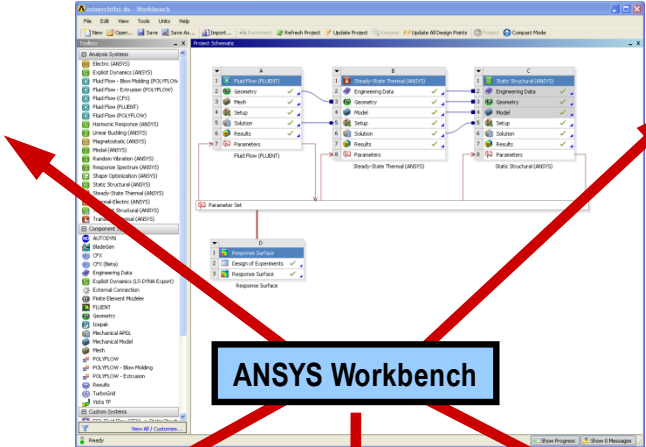 mixerchtfsi-dx - Workbench
File Edit View Tools Units Help
New Open... Save Save As... Import... Reconnect Refresh Project Update Project Resume Update All Design Points Project Compact Mode
Toolbox
Project Schematic
Analysis Systems
Electric (ANSYS)
Explicit Dynamics (ANSYS)
Fluid Flow - Blow Molding (POLYFLOW
Fluid Flow - Extrusion (POLYFLOW)
Fluid Flow (CFX)
Fluid Flow (FLUENT)
Fluid Flow (POLYFLOW)
Harmonic Response (ANSYS)
Linear Buckling (ANSYS)
Magnetostatic (ANSYS)
Modal (ANSYS)
Random Vibration (ANSYS)
Response Spectrum (ANSYS)
Shape Optimization (ANSYS)
Static Structural (ANSYS)
Steady-State Thermal (ANSYS)
Thermal-Electric (ANSYS)
Structural (ANSYS)
Thermal (ANSYS)
Component
AUTODYN
BladeGen
CFX
CFX (Beta)
Engineering Data
Explicit Dynamics (LS-DYNA Export)
External Connection
Finite Element Modeler
FLUENT
Geometry
Icepak
Mechanical APDL
Mechanical Model
Mesh
POLYFLOW
POLYFLOW - Blow Molding
POLYFLOW - Extrusion
Results
TurboGrid
Vista TF
Custom Systems
View All / Customize...
A
1 Fluid Flow (FLUENT)
2 Geometry
3 Mesh
4 Setup
5 Solution
6 Results
7 Parameters
Fluid Flow (FLUENT)
B
1 Steady-State Thermal (ANSYS)
2 Engineering Data
3 Geometry
4 Model
5 Setup
6 Solution
7 Results
8 Parameters
Steady-State Thermal (ANSYS)
C
1 Static Structural (ANSYS)
2 Engineering Data
3 Geometry
4 Model
5 Setup
6 Solution
7 Results
8 Parameters
Static Structural (ANSYS)
Parameter Set
D
1 Response Surface
2 Design of Experiments
3 Response Surface
Response Surface
ANSYS Workbench
Ready
Show Progress
Show 0 Messages